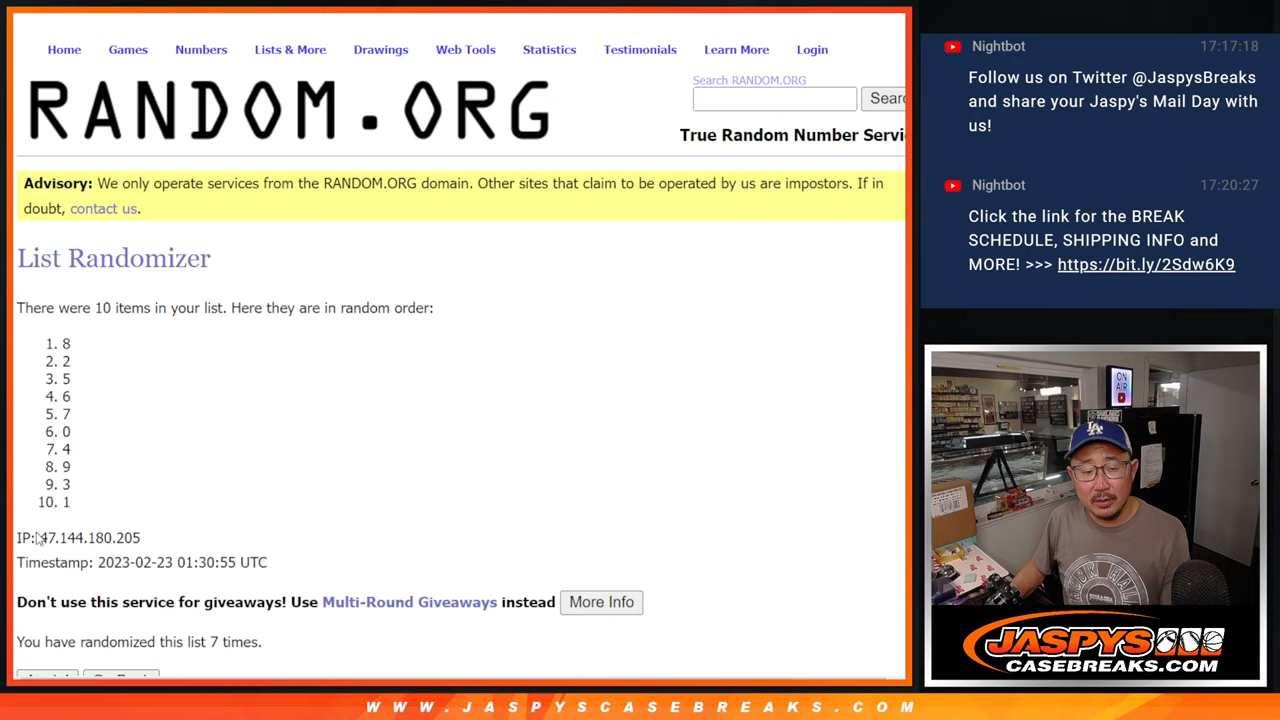 Home Games Numbers Lists & More Drawings Web Tools Statistics Testimonials Learn More Login
RANDOM.ORG
Search RANDOM.ORG
Sear
True Random Number Servi
Advisory: We only operate services from the RANDOM.ORG domain. Other sites that claim to be operated by us are impostors. If in
doubt, contact us.
List Randomizer
There were 10 items in your list. Here they are in random order:
1. 8
2. 2
3. 5
4. 6
5. 7
6. 0
7. 4
8. 9
9. 3
10. 1
IP: 47.144.180.205
Timestamp: 2023-02-23 01:30:55 UTC
Don't use this service for giveaways! Use Multi-Round Giveaways instead More Info
You have randomized this list 7 times.
Nightbot 17:17:18
Follow us on Twitter @JaspysBreaks
and share your Jaspy's Mail Day with
us!
Nightbot 17:20:27
Click the link for the BREAK
SCHEDULE, SHIPPING INFO and
MORE! >>> https://bit.ly/2Sdw6K9
ON
AIR
LA
JASPYS
CASEBREAKS.COM
WWW.JASPYSCASEBREAKS.COM